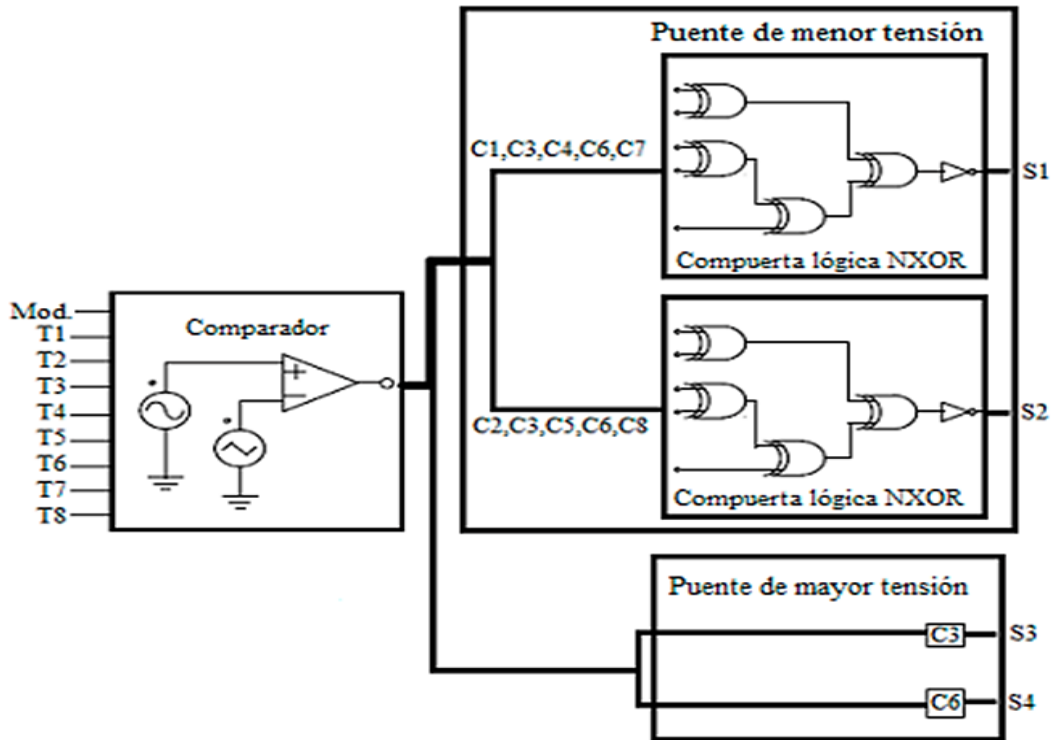 Puente de menor tensión
C1,C3,C4,C6,C7
S1
Compuerta lógica NXOR
Mod.
T1
T2
T3
T4
T5
T6
T7
T8
Comparador
+
−
C2,C3,C5,C6,C8
S2
Compuerta lógica NXOR
Puente de mayor tensión
C3
S3
C6
S4